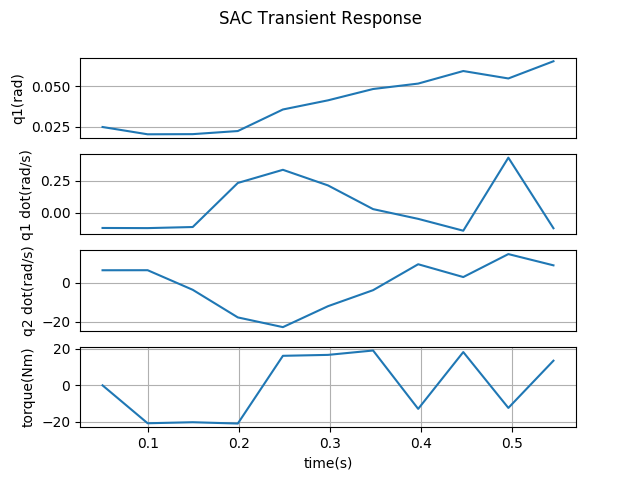 SAC Transient Response
q1(rad)
0.050
0.025
q1 dot(rad/s)
0.25
0.00
q2 dot(rad/s)
0
−20
torque(Nm)
20
0
−20
0.1 0.2 0.3 0.4 0.5
time(s)